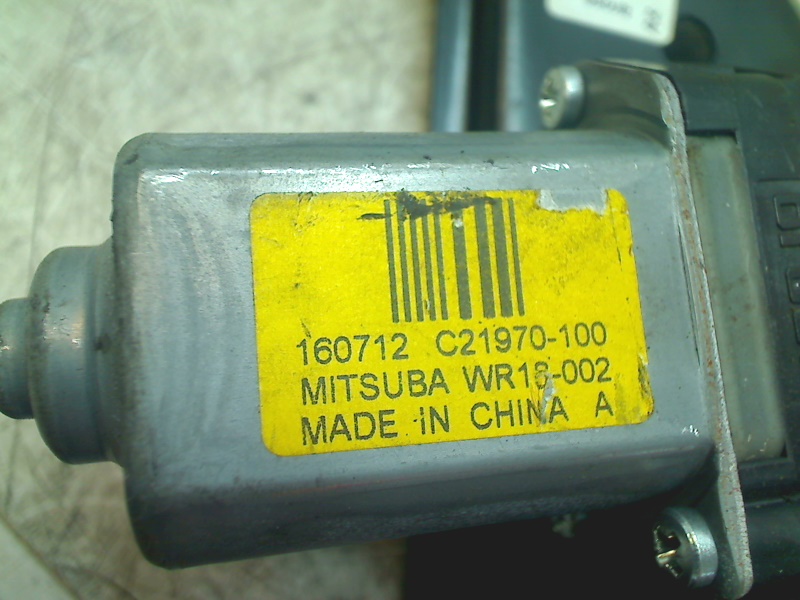 160712 C21970-100
MITSUBA WR18-002
MADE IN CHINA A